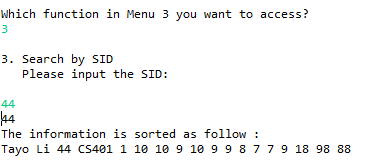 Which function in Menu 3 you want to access?
3
3. Search by SID
Please input the SID:
44
44
The information is sorted as follow :
Tayo Li 44 CS401 1 10 10 9 10 9 9 8 7 7 9 18 98 88